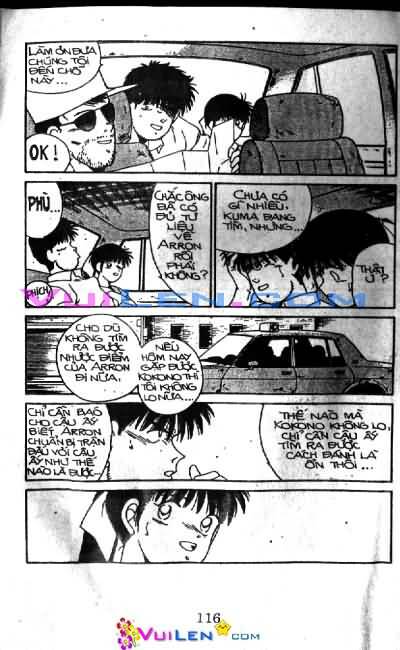 LÀM ƠN ĐƯA
CHÚNG TÔI
ĐẾN CHỖ
NÀY...
OK!
PHÙ...
PHỊCH
CHẮC ÔNG
ĐÃ CÓ
ĐỦ TƯ
LIỆU
VỀ
ARRON
RỒI
PHẢI
KHÔNG?
CHƯA CÓ
GÌ NHIỀU,
KUMA ĐANG
TÌM, NHƯNG...
THẬT
Ư?
VUILEN.COM
CHO DÙ
KHÔNG TÌM
RA ĐƯỢC
NHƯỢC ĐIỂM
CỦA ARRON
ĐI NỮA.
NẾU
HÔM NAY
GẶP ĐƯỢC
KOKONO THÌ
TÔI KHÔNG
LO NỮA...
CHỈ CẦN BÁO
CHO CẬU ẤY
BIẾT, ARRON
CHUẨN BỊ TRẬN
ĐẤU VỚI CẬU
ẤY NHƯ THẾ
NÀO LÀ ĐƯỢC..
THẾ NÀO MÀ
KOKONO KHÔNG LO,
CHỈ CẦN CẬU ẤY
TÌM RA ĐƯỢC
CÁCH ĐÁNH LÀ
ỔN THÔI...
116
VUILEN
.COM